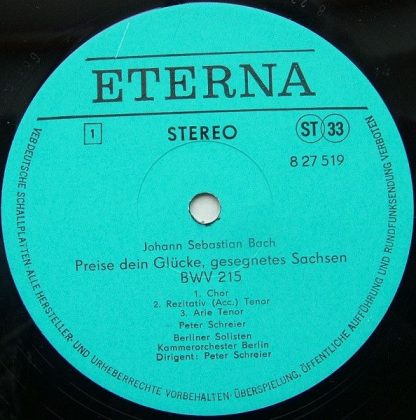 ETERNA
1
STEREO
ST 33
8 27 519
Johann Sebastian Bach
Preise dein Glücke, gesegnetes Sachsen
BWV 215
1. Chor
2. Rezitativ (Acc.) Tenor
3. Arie Tenor
Peter Schreier
Berliner Solisten
Kammerorchester Berlin
Dirigent: Peter Schreier
VEB DEUTSCHE SCHALLPLATTEN · ALLE HERSTELLER- UND URHEBERRECHTE VORBEHALTEN · ÜBERSPIELUNG, ÖFFENTLICHE AUFFÜHRUNG UND RUNDFUNKSENDUNG VERBOTEN